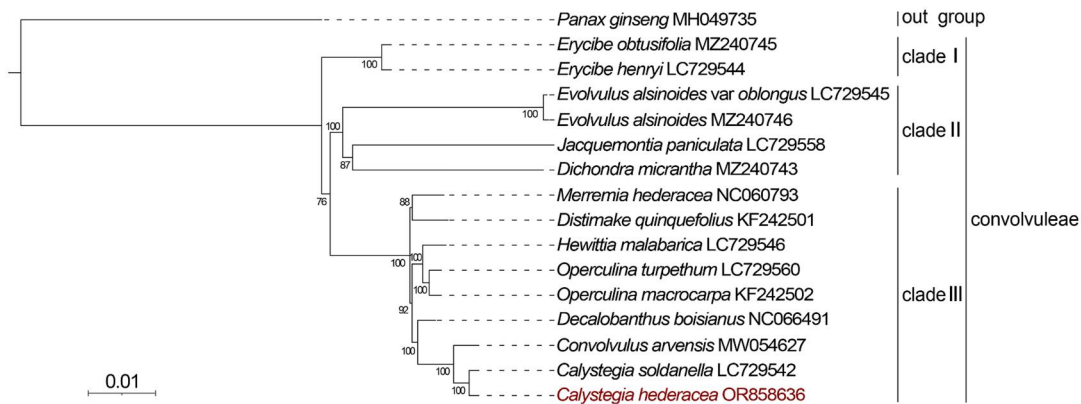 Panax ginseng MH049735
out group
Erycibe obtusifolia MZ240745
100
Erycibe henryi LC729544
clade I
Evolvulus alsinoides var oblongus LC729545
100
Evolvulus alsinoides MZ240746
100
clade II
Jacquemontia paniculata LC729558
87
Dichondra micrantha MZ240743
76
Merremia hederacea NC060793
88
Distimake quinquefolius KF242501
convolvuleae
Hewittia malabarica LC729546
100
100
Operculina turpethum LC729560
100
Operculina macrocarpa KF242502
clade III
92
Decalobanthus boisianus NC066491
100
Convolvulus arvensis MW054627
100
Calystegia soldanella LC729542
100
Calystegia hederacea OR858636
0.01